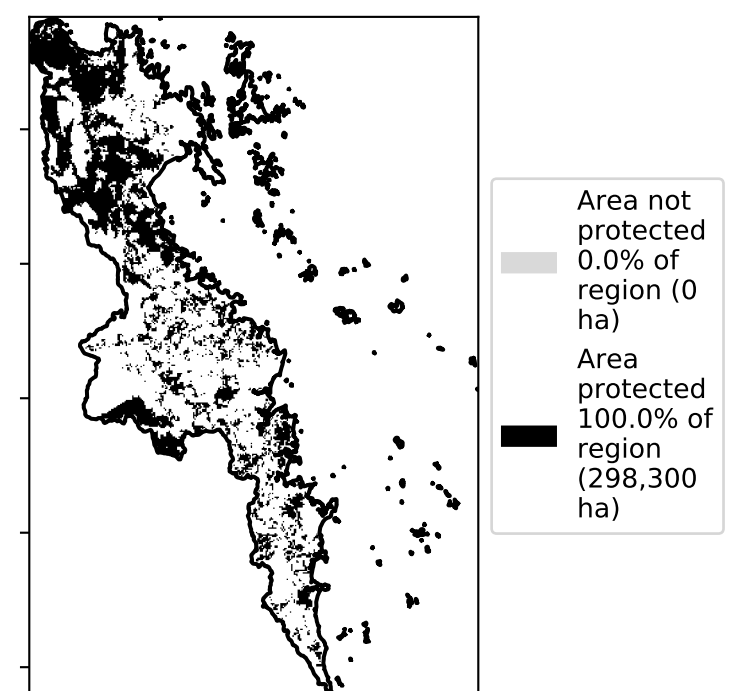 Area not
protected
0.0% of
region (0
ha)
Area
protected
100.0% of
region
(298,300
ha)